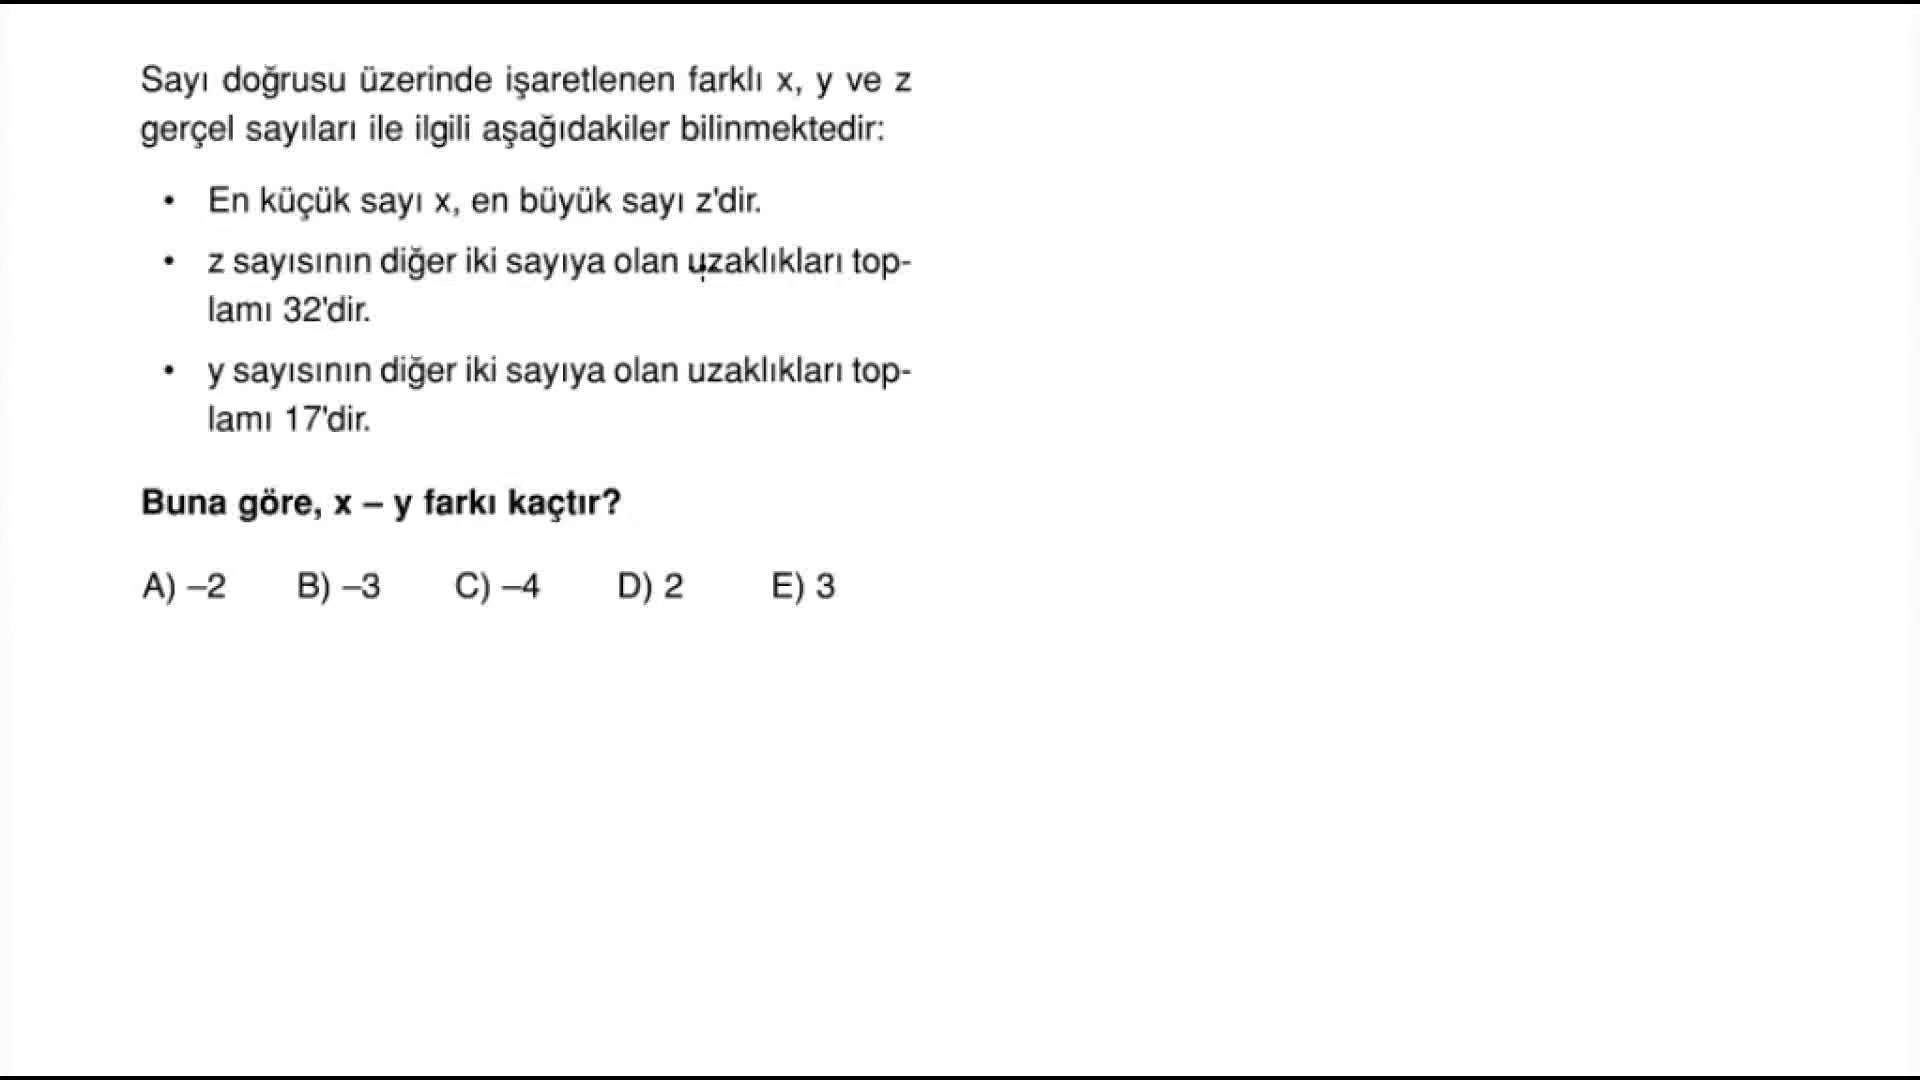 Sayı doğrusu üzerinde işaretlenen farklı x, y ve z
gerçel sayıları ile ilgili aşağıdakiler bilinmektedir:
• En küçük sayı x, en büyük sayı z'dir.
• z sayısının diğer iki sayıya olan uzaklıkları top-
lamı 32'dir.
• y sayısının diğer iki sayıya olan uzaklıkları top-
lamı 17'dir.
Buna göre, x – y farkı kaçtır?
A) –2 B) –3 C) –4 D) 2 E) 3